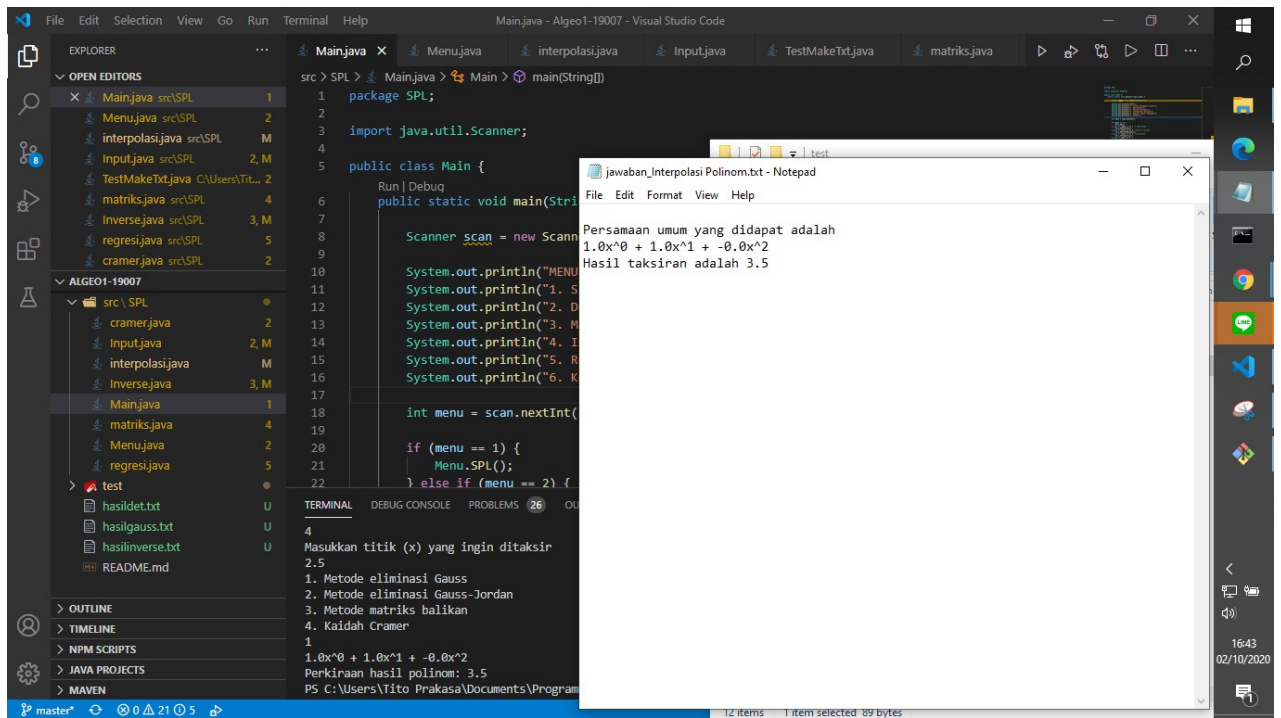 File Edit Selection View Go Run Terminal Help Main.java - Algeo1-19007 - Visual Studio Code
EXPLORER
OPEN EDITORS
Main.java src\SPL 1
Menu.java src\SPL 2
interpolasi.java src\SPL M
Input.java src\SPL 2, M
TestMakeTxt.java C:\Users\Tit... 2
matriks.java src\SPL 4
Inverse.java src\SPL 3, M
regresi.java src\SPL 5
cramer.java src\SPL 2
ALGEO1-19007
src \ SPL
cramer.java 2
Input.java 2, M
interpolasi.java M
Inverse.java 3, M
Main.java 1
matriks.java 4
Menu.java 2
regresi.java 5
test
hasildet.txt U
hasilgauss.txt U
hasilinverse.txt U
README.md
OUTLINE
TIMELINE
NPM SCRIPTS
JAVA PROJECTS
MAVEN
Main.java Menu.java interpolasi.java Input.java TestMakeTxt.java matriks.java
src > SPL > Main.java > Main > main(String[])
1 package SPL;
2
3 import java.util.Scanner;
4
5 public class Main {
Run | Debug
6 public static void main(Stri
7
8 Scanner scan = new Scann
9
10 System.out.println("MENU
11 System.out.println("1. S
12 System.out.println("2. D
13 System.out.println("3. M
14 System.out.println("4. I
15 System.out.println("5. R
16 System.out.println("6. K
17
18 int menu = scan.nextInt(
19
20 if (menu == 1) {
21 Menu.SPL();
22 } else if (menu == 2) {
TERMINAL DEBUG CONSOLE PROBLEMS 26 OU
4
Masukkan titik (x) yang ingin ditaksir
2.5
1. Metode eliminasi Gauss
2. Metode eliminasi Gauss-Jordan
3. Metode matriks balikan
4. Kaidah Cramer
1
1.0x^0 + 1.0x^1 + -0.0x^2
Perkiraan hasil polinom: 3.5
PS C:\Users\Tito Prakasa\Documents\Program
test
jawaban_Interpolasi Polinom.txt - Notepad
File Edit Format View Help
Persamaan umum yang didapat adalah
1.0x^0 + 1.0x^1 + -0.0x^2
Hasil taksiran adalah 3.5
12 items 1 item selected 89 bytes
master* 0 21 5
8
LINE
16:43
02/10/2020
1